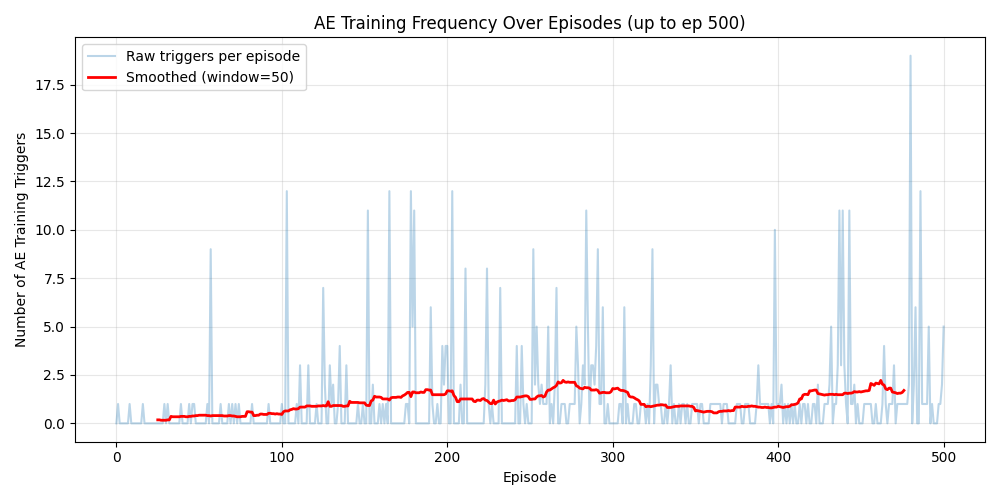 AE Training Frequency Over Episodes (up to ep 500)
Raw triggers per episode
Smoothed (window=50)
Number of AE Training Triggers
17.5
15.0
12.5
10.0
7.5
5.0
2.5
0.0
0 100 200 300 400 500
Episode